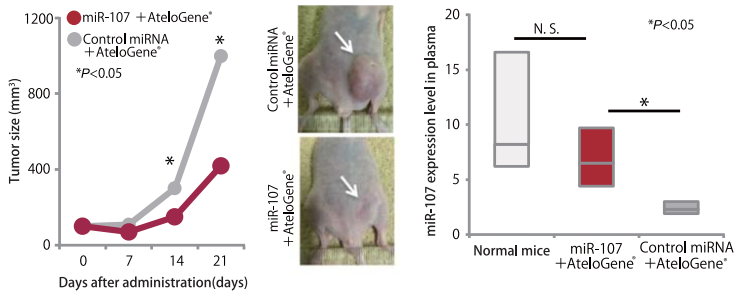 miR-107 +AteloGene®
Control miRNA
+AteloGene®
*P<0.05
Tumor size (mm³)
1200
800
400
0
*
*
0 7 14 21
Days after administration(days)
Control miRNA
+AteloGene®
miR-107
+AteloGene®
miR-107 expression level in plasma
20
15
10
5
0
N. S.
*P<0.05
*
Normal mice
miR-107
+AteloGene®
Control miRNA
+AteloGene®